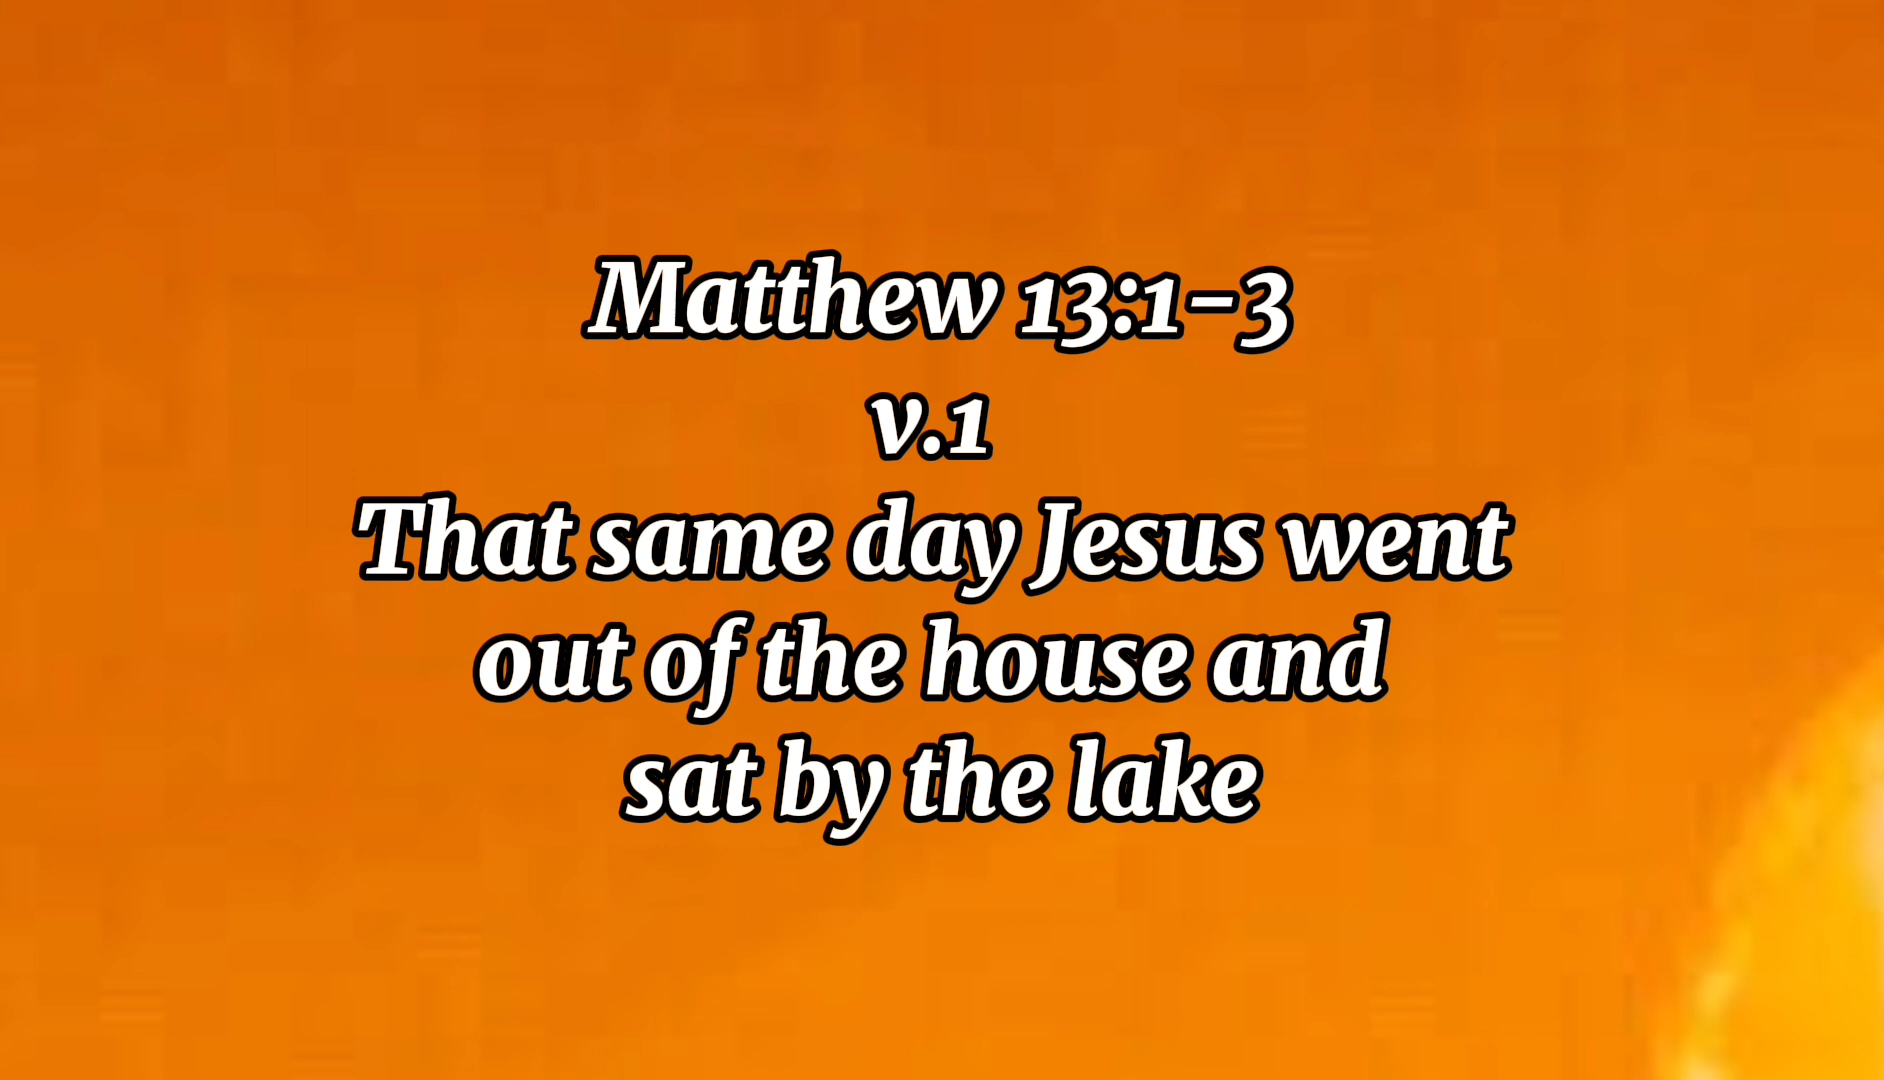 Matthew 13:1-3
v.1
That same day Jesus went
out of the house and
sat by the lake